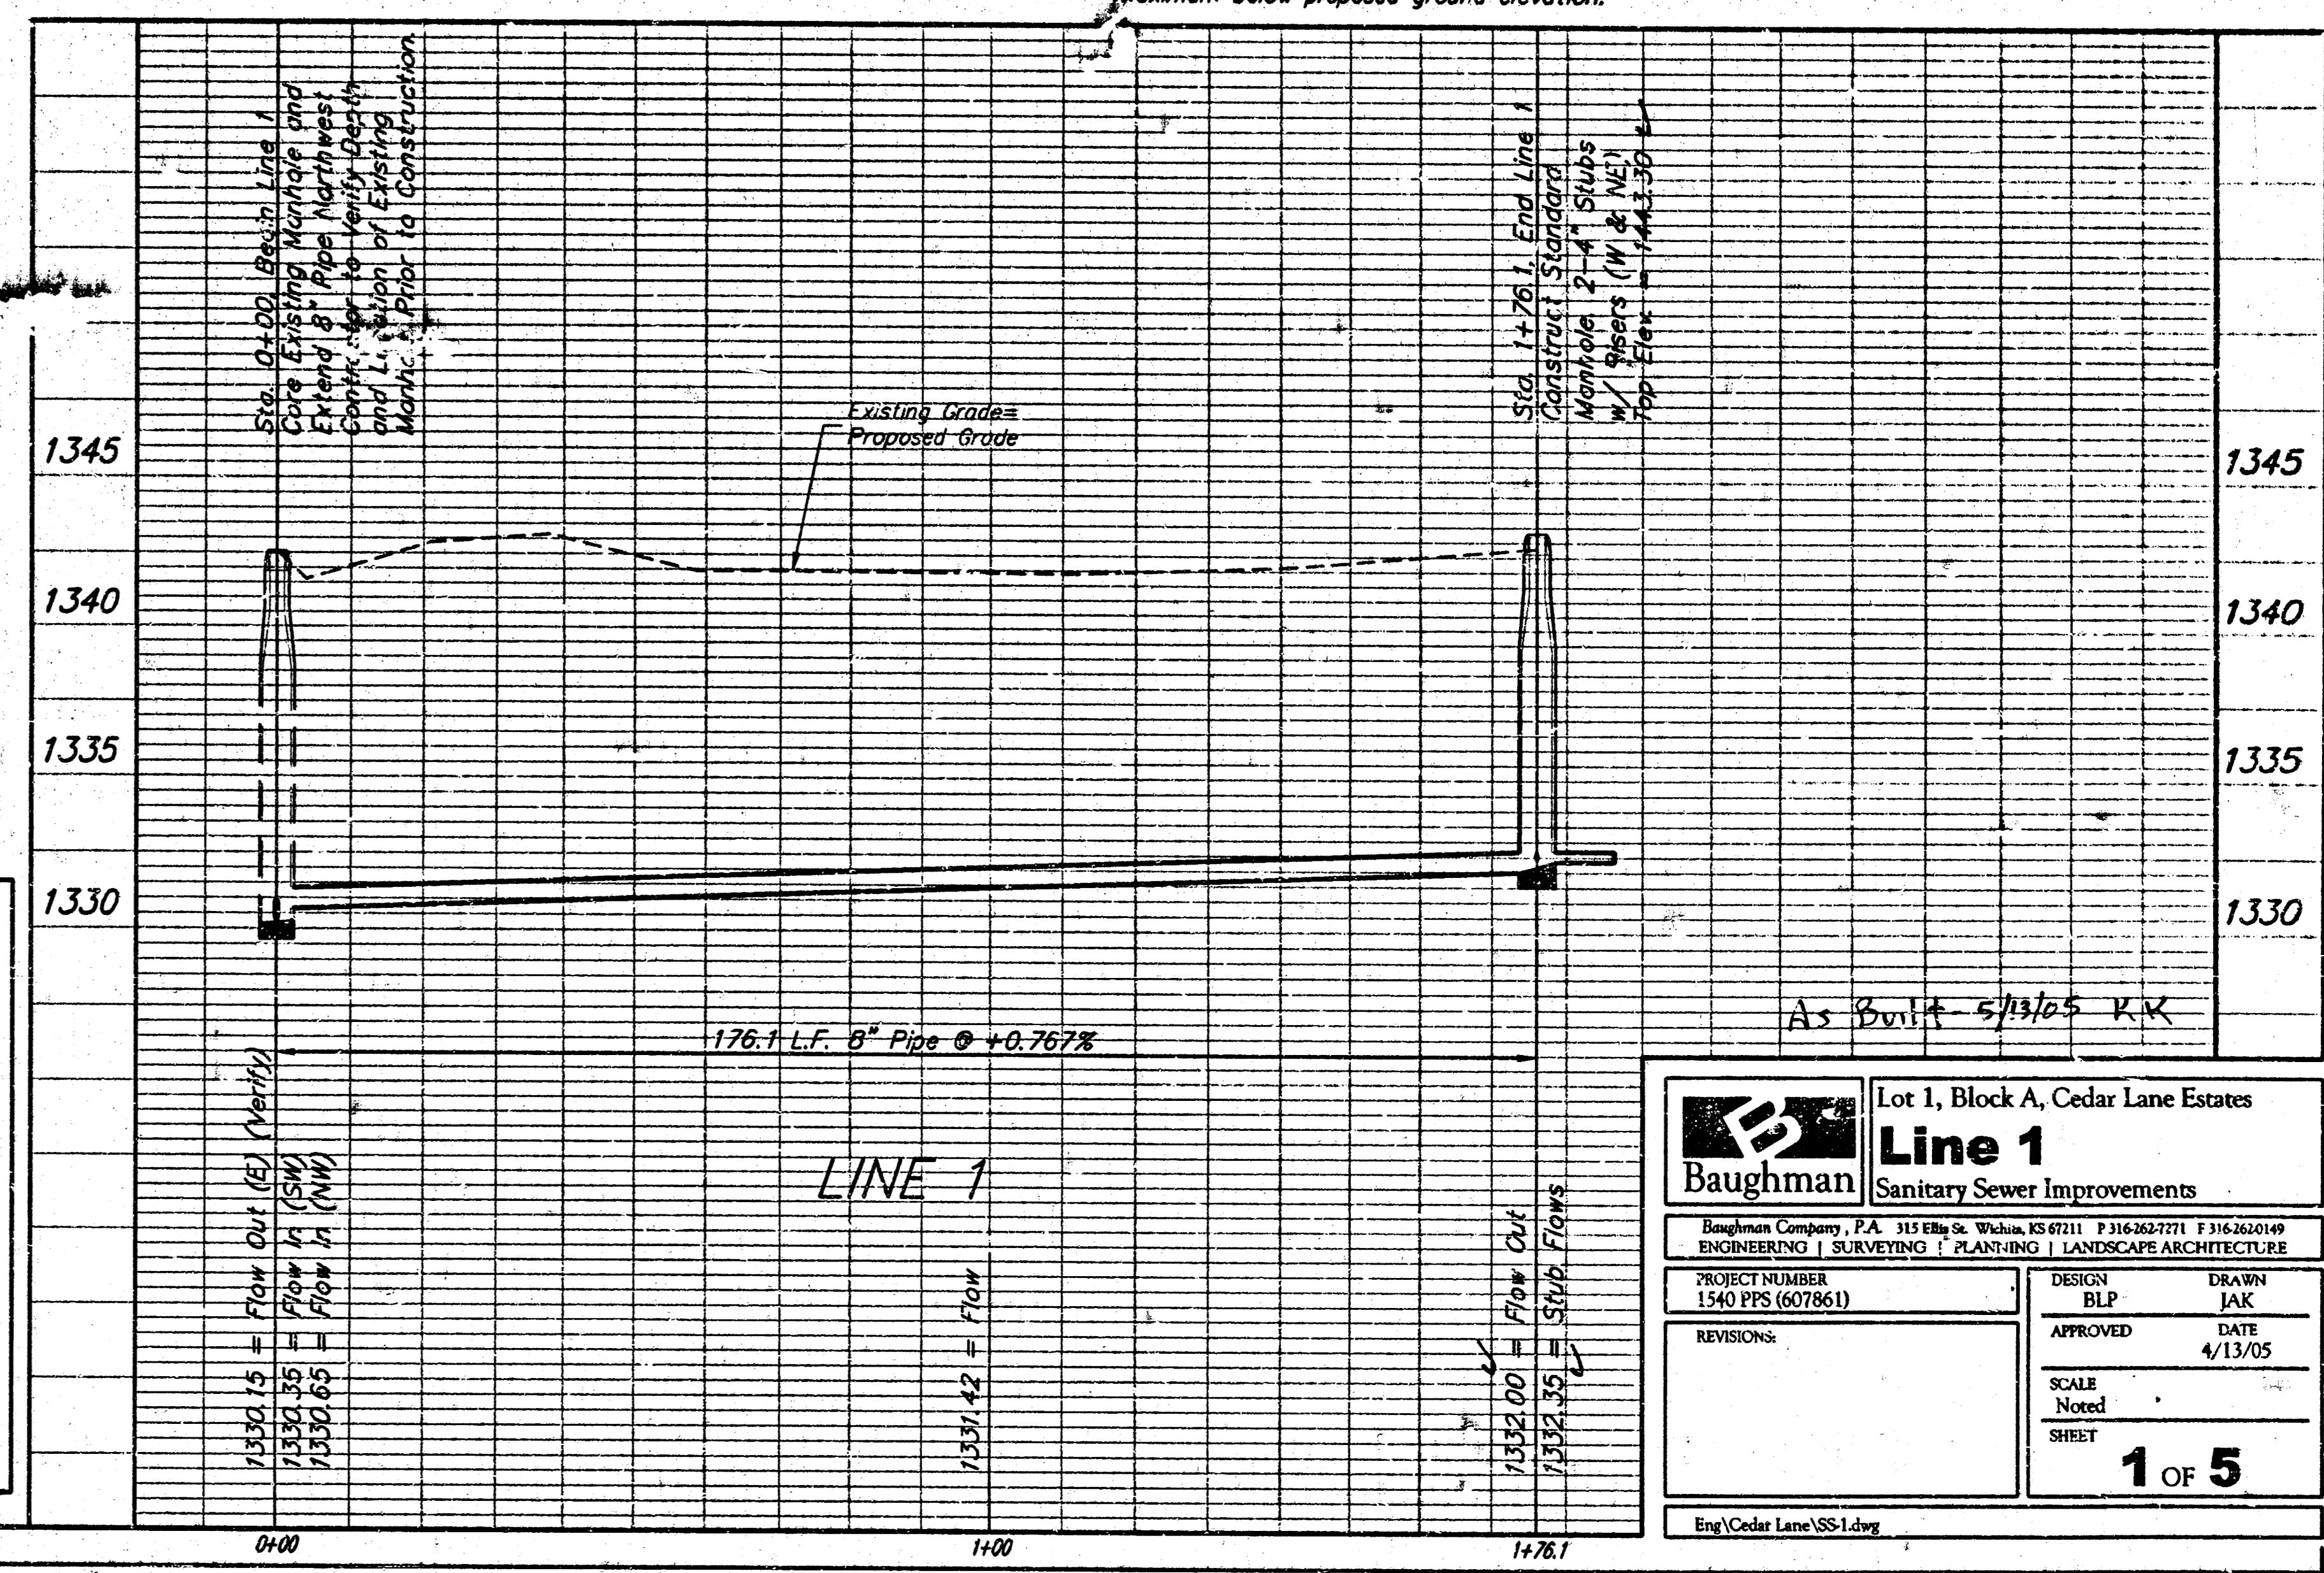 below proposed ground elevation.
Sta. 0+00, Begin Line 1
Core Existing Manhole and
Extend 8" Pipe Northwest
to Verify Depth
and of Existing
Prior to Construction.
Existing Grade=
Proposed Grade
Sta. 1+76.1, End Line 1
Construct Standard
Manhole, 2-4" Stubs
w/ Risers (W & NE)
Top Elev. =
1345
1340
1335
1330
1345
1340
1335
1330
176.1 L.F. 8" Pipe @ +0.767%
1330.15 = Flow Out (E) (Verify)
1330.35 = Flow In (SW)
1330.65 = Flow In (NW)
LINE 1
1331.42 = Flow
1332.00 = Flow Out
1332.35 = Stub Flows
0+00
1+00
1+76.1
As Built - 5/13/05 KK
B
Baughman
Lot 1, Block A, Cedar Lane Estates
Line 1
Sanitary Sewer Improvements
Baughman Company, P.A. 315 Ellis St. Wichita, KS 67211 P 316-262-7271 F 316-262-0149
ENGINEERING | SURVEYING | PLANNING | LANDSCAPE ARCHITECTURE
PROJECT NUMBER
1540 PPS (607861)
REVISIONS:
DESIGN
BLP
DRAWN
JAK
APPROVED
DATE
4/13/05
SCALE
Noted
SHEET
1 OF 5
Eng\Cedar Lane\SS-1.dwg